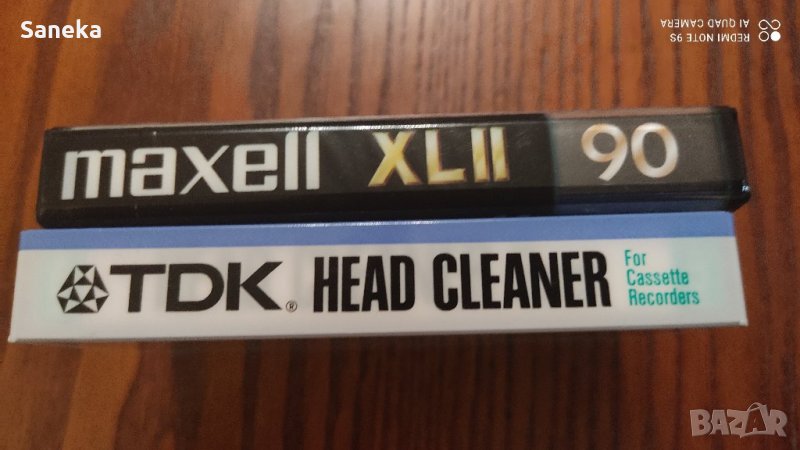 Saneka
REDMI NOTE 9S
AI QUAD CAMERA
maxell XLII 90
TDK® HEAD CLEANER
For
Cassette
Recorders
BAZAR